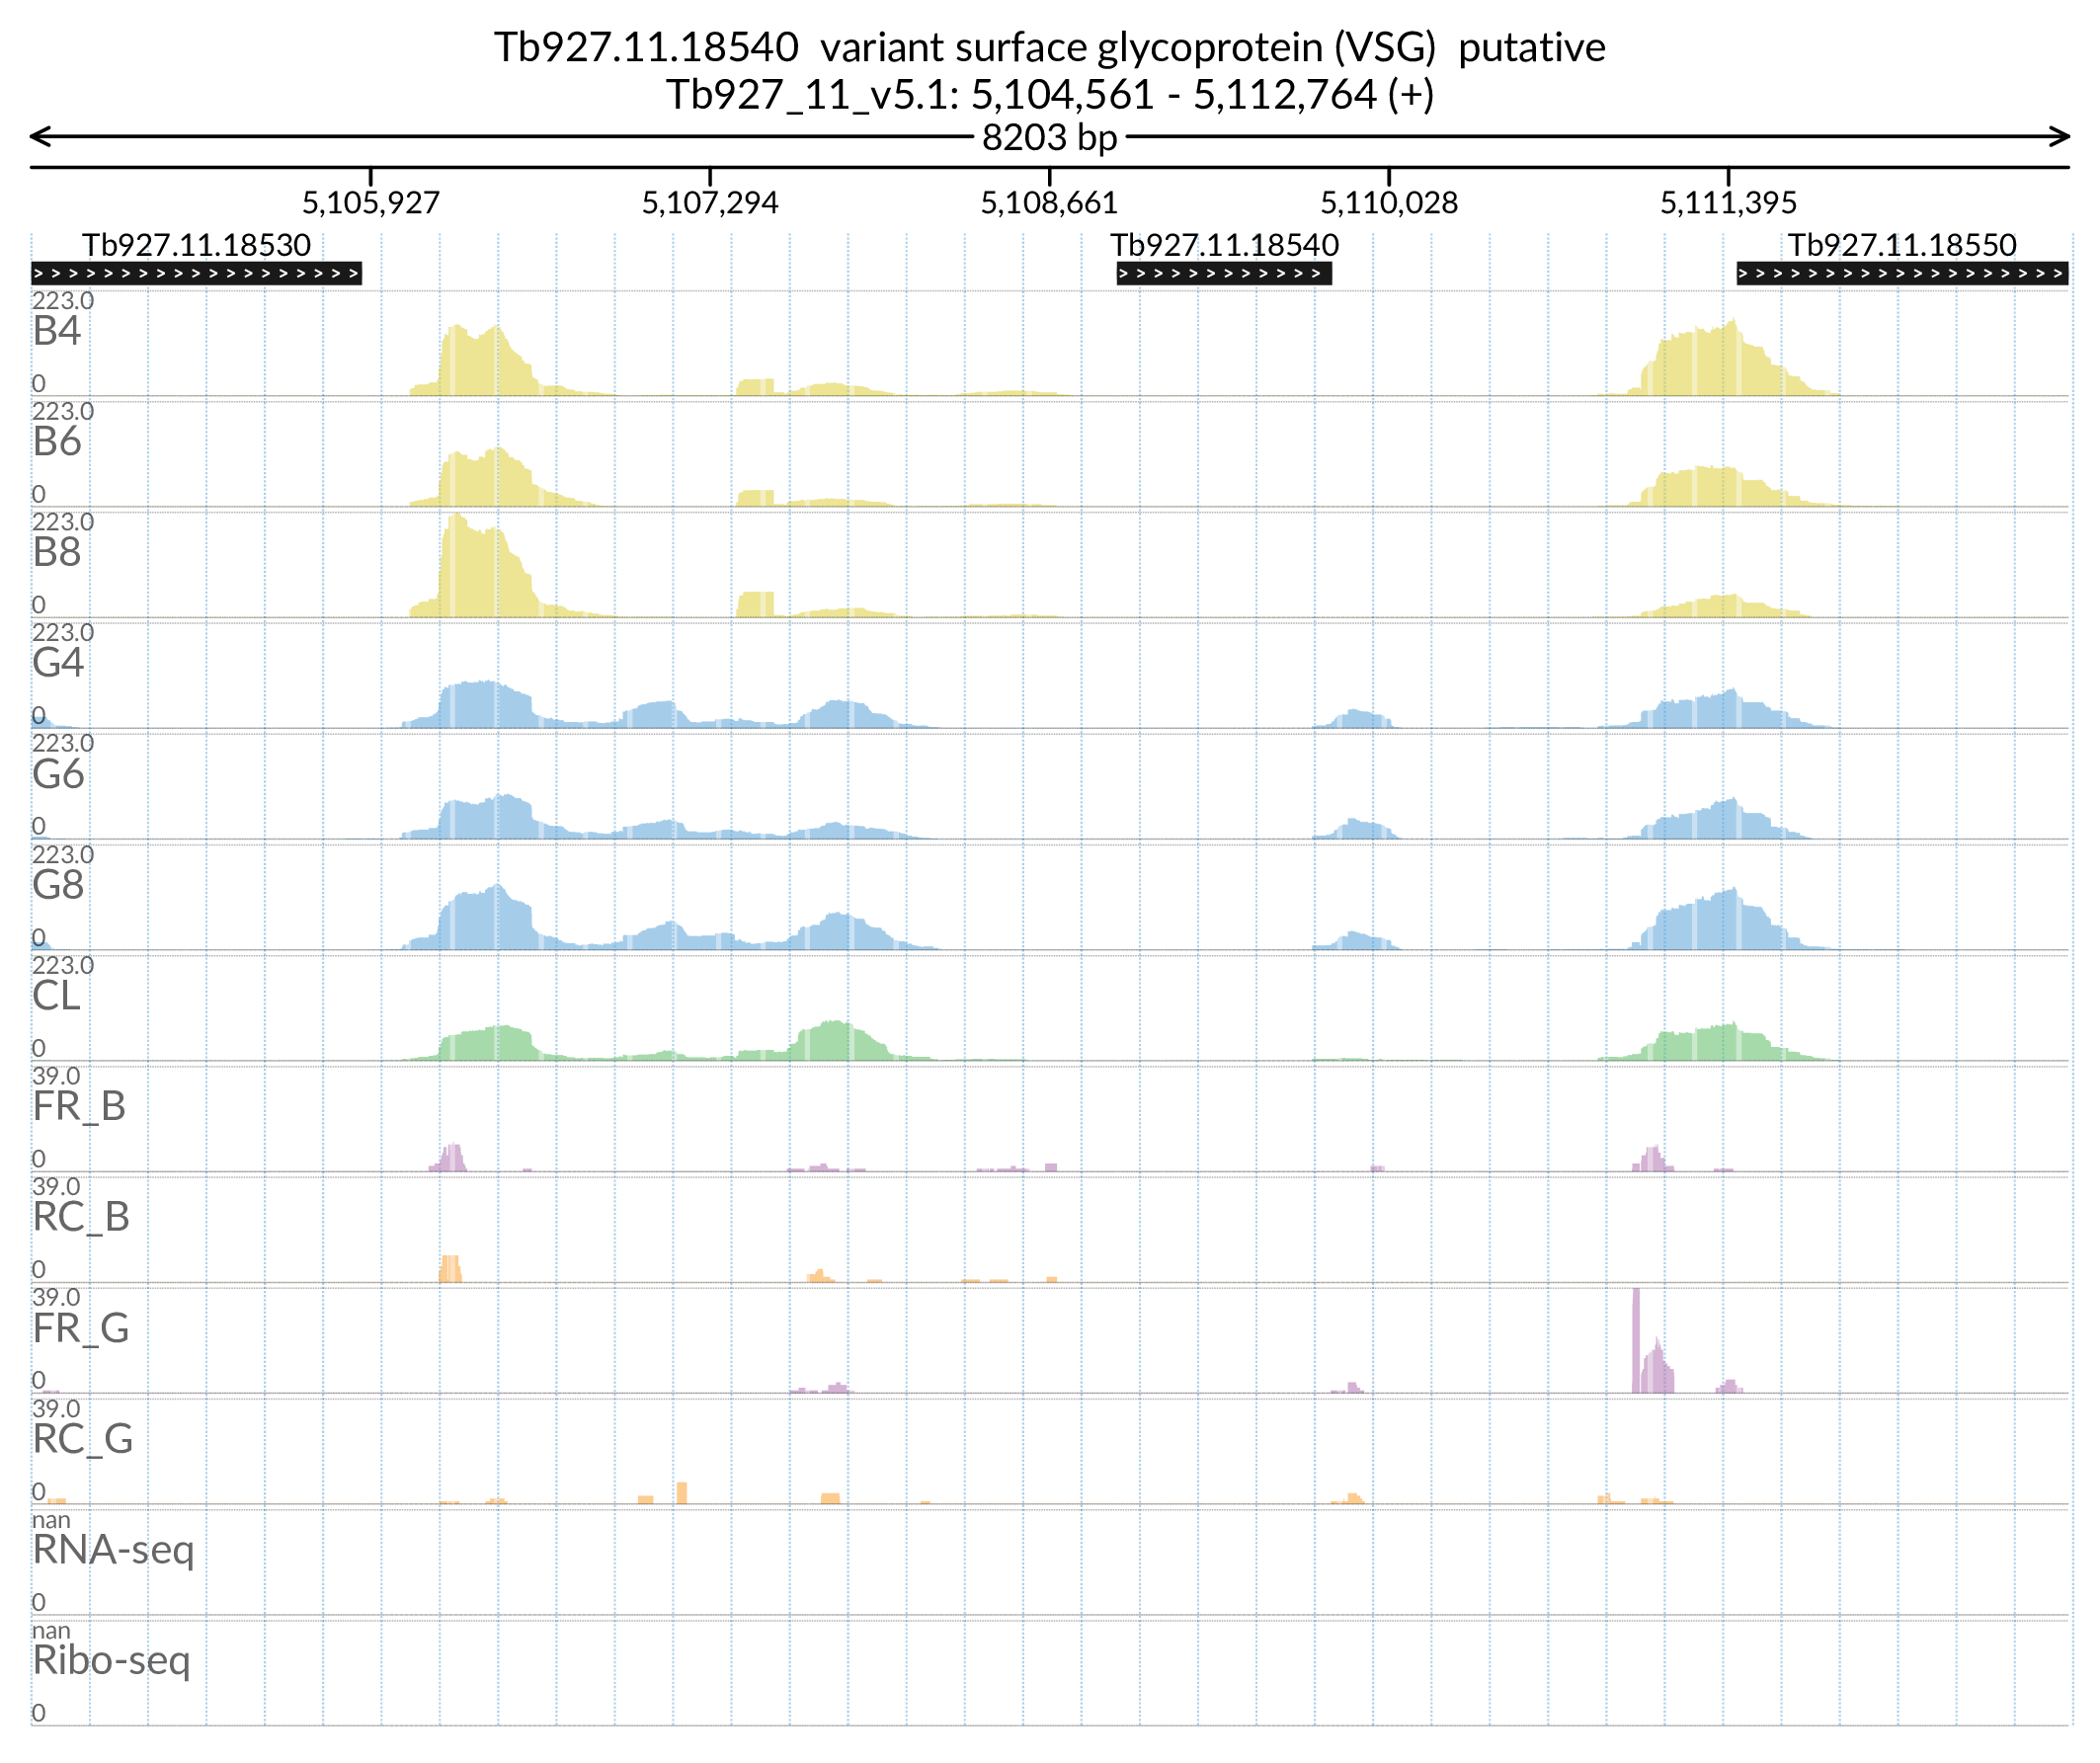 Tb927.11.18540 variant surface glycoprotein (VSG) putative
Tb927_11_v5.1: 5,104,561 - 5,112,764 (+)
8203 bp
5,105,927 5,107,294 5,108,661 5,110,028 5,111,395
Tb927.11.18530 Tb927.11.18540 Tb927.11.18550
223.0
B4
0
223.0
B6
0
223.0
B8
0
223.0
G4
0
223.0
G6
0
223.0
G8
0
223.0
CL
0
39.0
FR_B
0
39.0
RC_B
0
39.0
FR_G
0
39.0
RC_G
0
nan
RNA-seq
0
nan
Ribo-seq
0